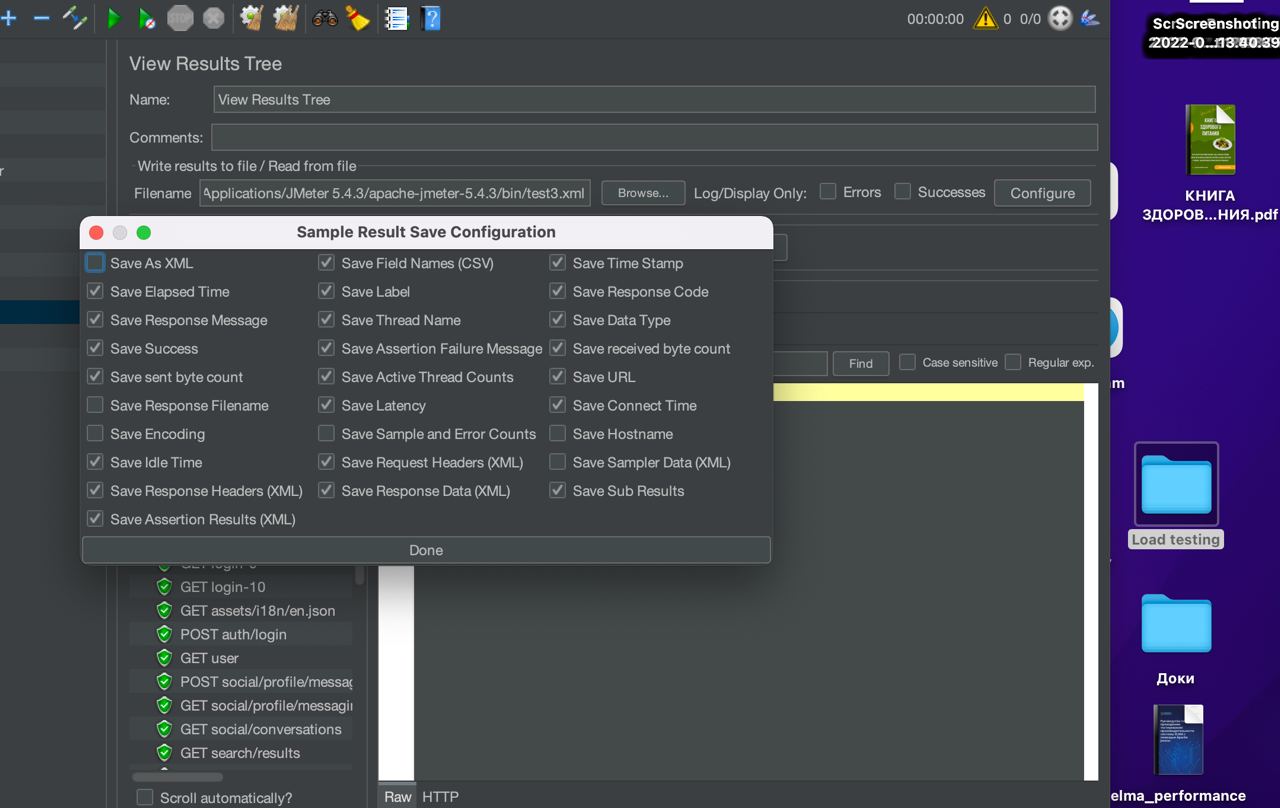 STOP
00:00:00
0
0/0
ScrScreenshoting
2022-0...:13.40.39
View Results Tree
Name:
View Results Tree
Comments:
Write results to file / Read from file
Filename
Applications/JMeter 5.4.3/apache-jmeter-5.4.3/bin/test3.xml
Browse...
Log/Display Only:
Errors
Successes
Configure
КНИГА
ЗДОРОВОГО
ПИТАНИЯ
КНИГА
ЗДОРОВ...НИЯ.pdf
Sample Result Save Configuration
Save As XML
Save Field Names (CSV)
Save Time Stamp
Save Elapsed Time
Save Label
Save Response Code
Save Response Message
Save Thread Name
Save Data Type
Save Success
Save Assertion Failure Message
Save received byte count
Save sent byte count
Save Active Thread Counts
Save URL
Save Response Filename
Save Latency
Save Connect Time
Save Encoding
Save Sample and Error Counts
Save Hostname
Save Idle Time
Save Request Headers (XML)
Save Sampler Data (XML)
Save Response Headers (XML)
Save Response Data (XML)
Save Sub Results
Save Assertion Results (XML)
Done
Find
Case sensitive
Regular exp.
am
GET login-10
GET assets/i18n/en.json
POST auth/login
GET user
POST social/profile/messag
GET social/profile/messagin
GET social/conversations
GET search/results
Scroll automatically?
Raw
HTTP
Load testing
Доки
elma_performance